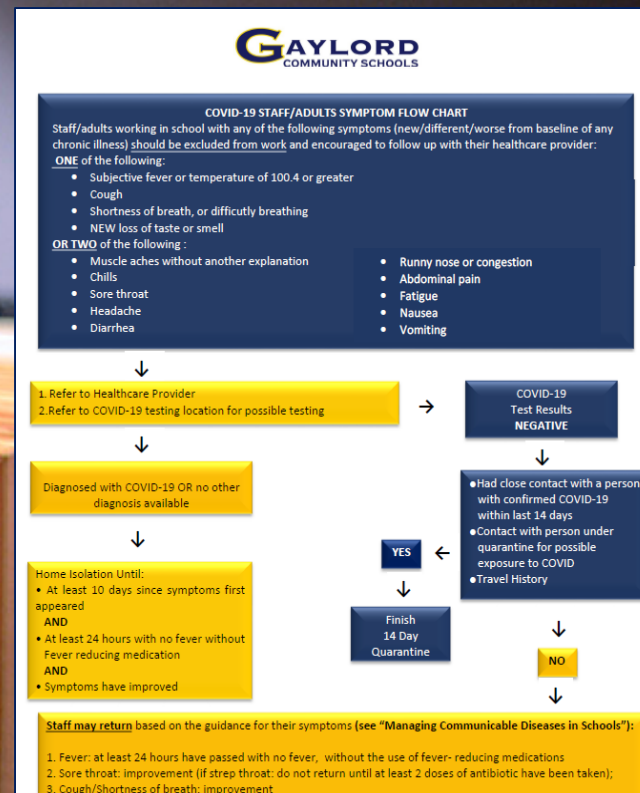 GAYLORD
COMMUNITY SCHOOLS
COVID-19 STAFF/ADULTS SYMPTOM FLOW CHART
Staff/adults working in school with any of the following symptoms (new/different/worse from baseline of any
chronic illness) should be excluded from work and encouraged to follow up with their healthcare provider:
ONE of the following:
• Subjective fever or temperature of 100.4 or greater
• Cough
• Shortness of breath, or difficutly breathing
• NEW loss of taste or smell
OR TWO of the following :
• Muscle aches without another explanation
• Chills
• Sore throat
• Headache
• Diarrhea
• Runny nose or congestion
• Abdominal pain
• Fatigue
• Nausea
• Vomiting
1. Refer to Healthcare Provider
2.Refer to COVID-19 testing location for possible testing
COVID-19
Test Results
NEGATIVE
Diagnosed with COVID-19 OR no other
diagnosis available
•Had close contact with a person
with confirmed COVID-19
within last 14 days
•Contact with person under
quarantine for possible
exposure to COVID
•Travel History
YES
Finish
14 Day
Quarantine
NO
Home Isolation Until:
• At least 10 days since symptoms first
appeared
AND
• At least 24 hours with no fever without
Fever reducing medication
AND
• Symptoms have improved
Staff may return based on the guidance for their symptoms (see "Managing Communicable Diseases in Schools"):
1. Fever: at least 24 hours have passed with no fever, without the use of fever- reducing medications
2. Sore throat: improvement (if strep throat: do not return until at least 2 doses of antibiotic have been taken);
3. Cough/Shortness of breath: improvement